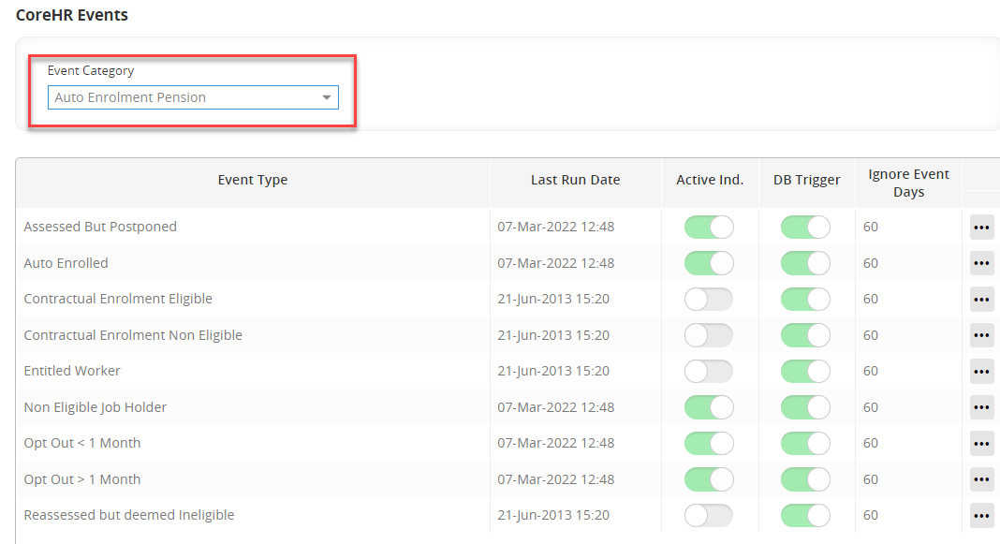 CoreHR Events
Event Category
Auto Enrolment Pension
Event Type Last Run Date Active Ind. DB Trigger Ignore Event Days
Assessed But Postponed 07-Mar-2022 12:48 60
Auto Enrolled 07-Mar-2022 12:48 60
Contractual Enrolment Eligible 21-Jun-2013 15:20 60
Contractual Enrolment Non Eligible 21-Jun-2013 15:20 60
Entitled Worker 21-Jun-2013 15:20 60
Non Eligible Job Holder 07-Mar-2022 12:48 60
Opt Out < 1 Month 07-Mar-2022 12:48 60
Opt Out > 1 Month 07-Mar-2022 12:48 60
Reassessed but deemed Ineligible 21-Jun-2013 15:20 60